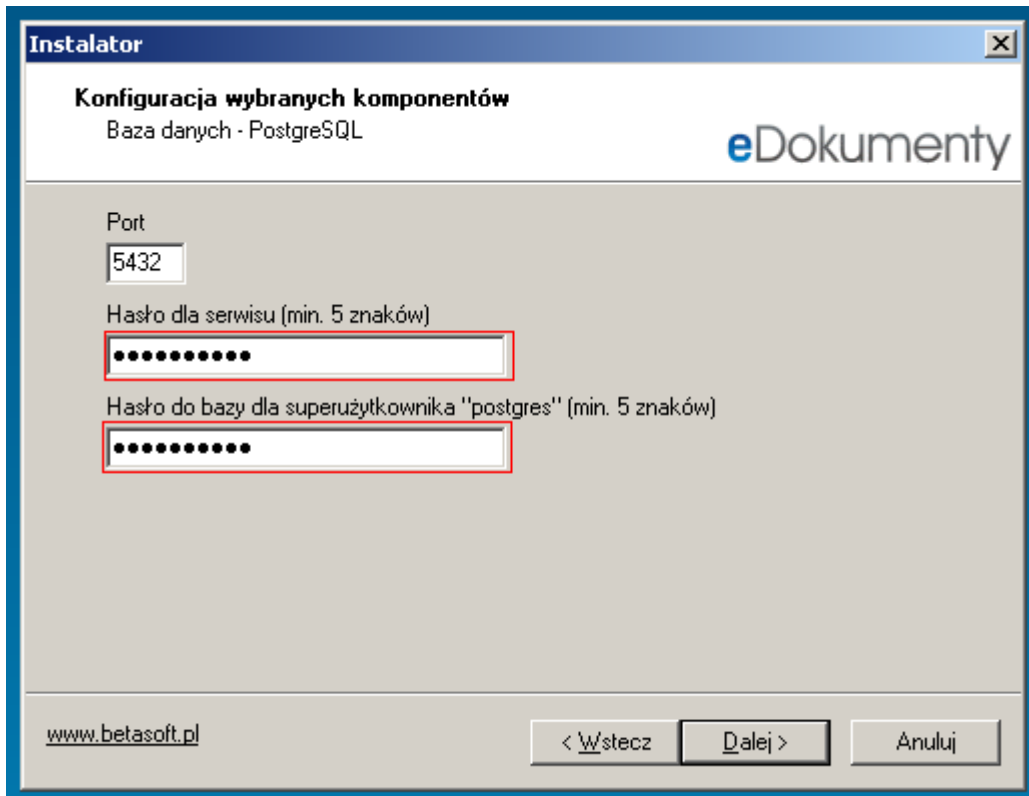 Instalator
Konfiguracja wybranych komponentów
Baza danych - PostgreSQL
eDokumenty
Port
5432
Hasło dla serwisu (min. 5 znaków)
●●●●●●●●●●
Hasło do bazy dla superużytkownika "postgres" (min. 5 znaków)
●●●●●●●●●●
www.betasoft.pl
< Wstecz
Dalej >
Anuluj